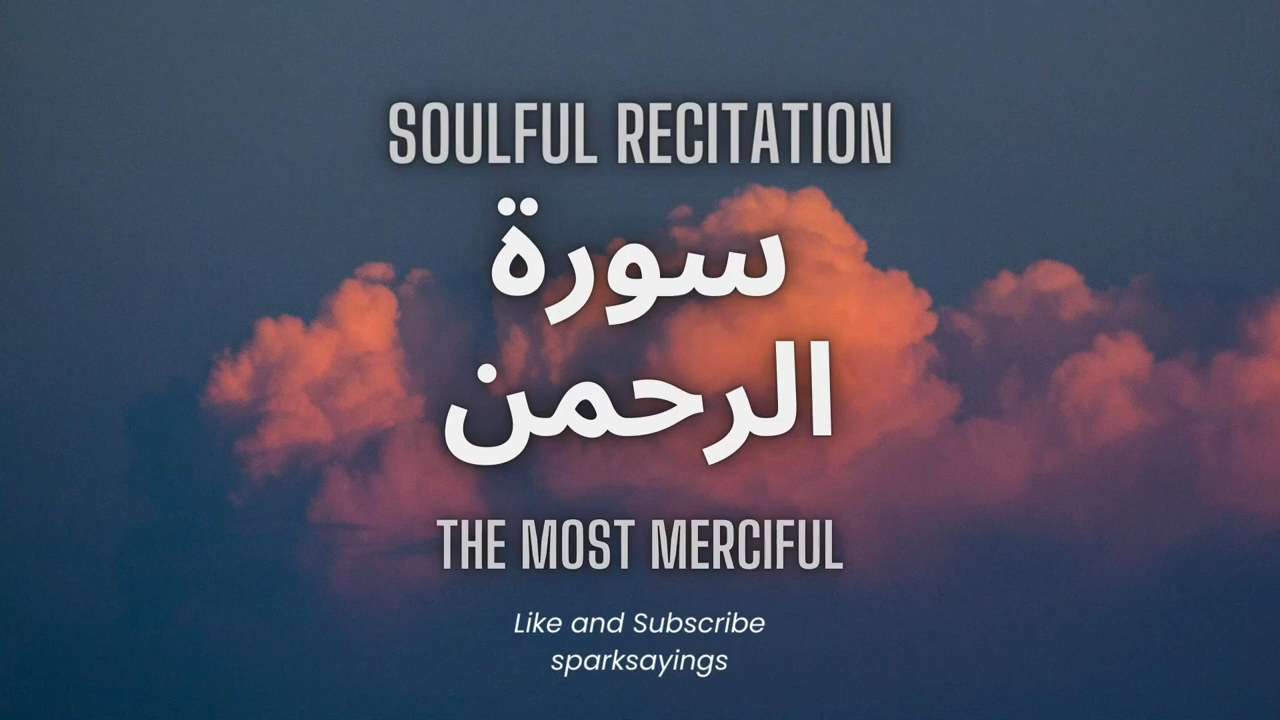 SOULFUL RECITATION
سورة
الرحمن
THE MOST MERCIFUL
Like and Subscribe
sparksayings